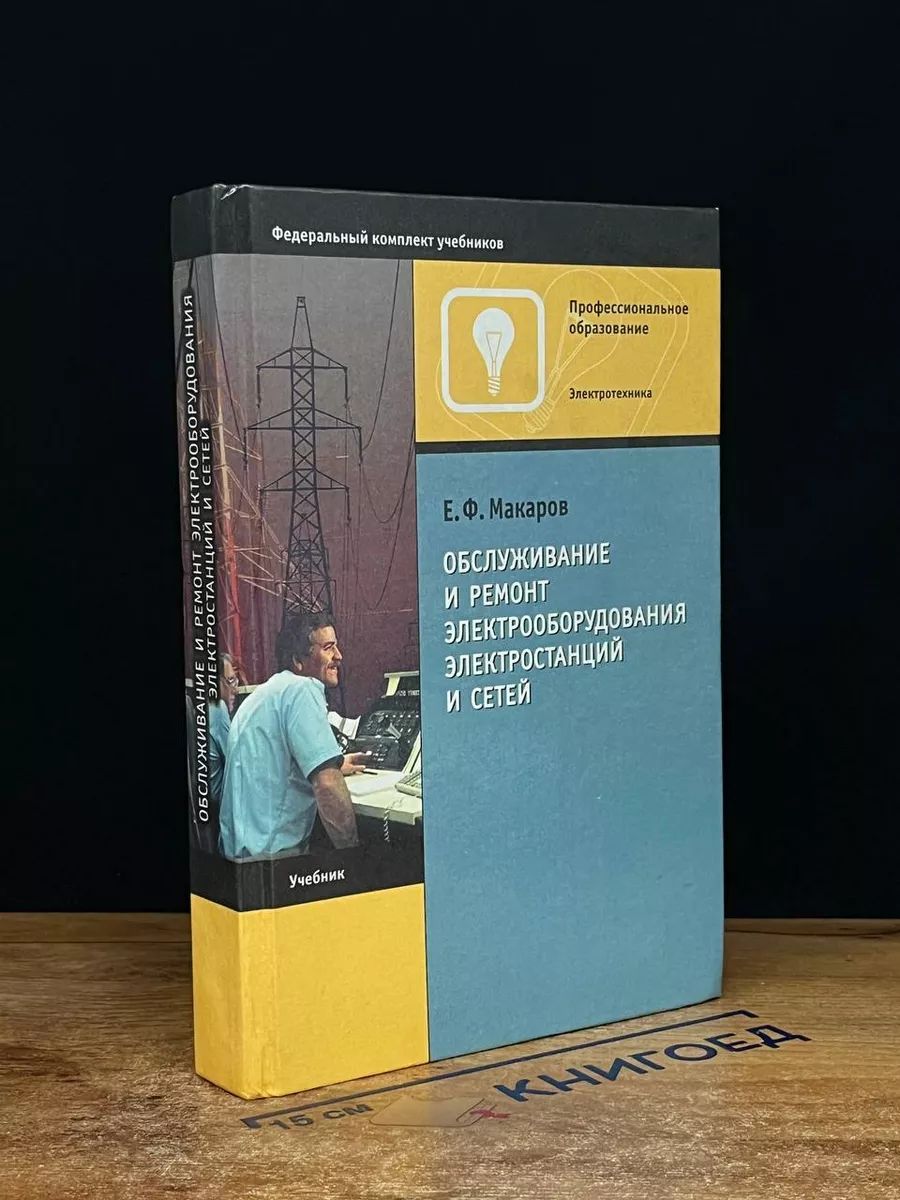 Федеральный комплект учебников
Профессиональное
образование
Электротехника
Е. Ф. Макаров
ОБСЛУЖИВАНИЕ
И РЕМОНТ
ЭЛЕКТРООБОРУДОВАНИЯ
ЭЛЕКТРОСТАНЦИЙ
И СЕТЕЙ
Учебник
ОБСЛУЖИВАНИЕ И РЕМОНТ ЭЛЕКТРООБОРУДОВАНИЯ
ЭЛЕКТРОСТАНЦИЙ И СЕТЕЙ
15 см
КНИГОЕД